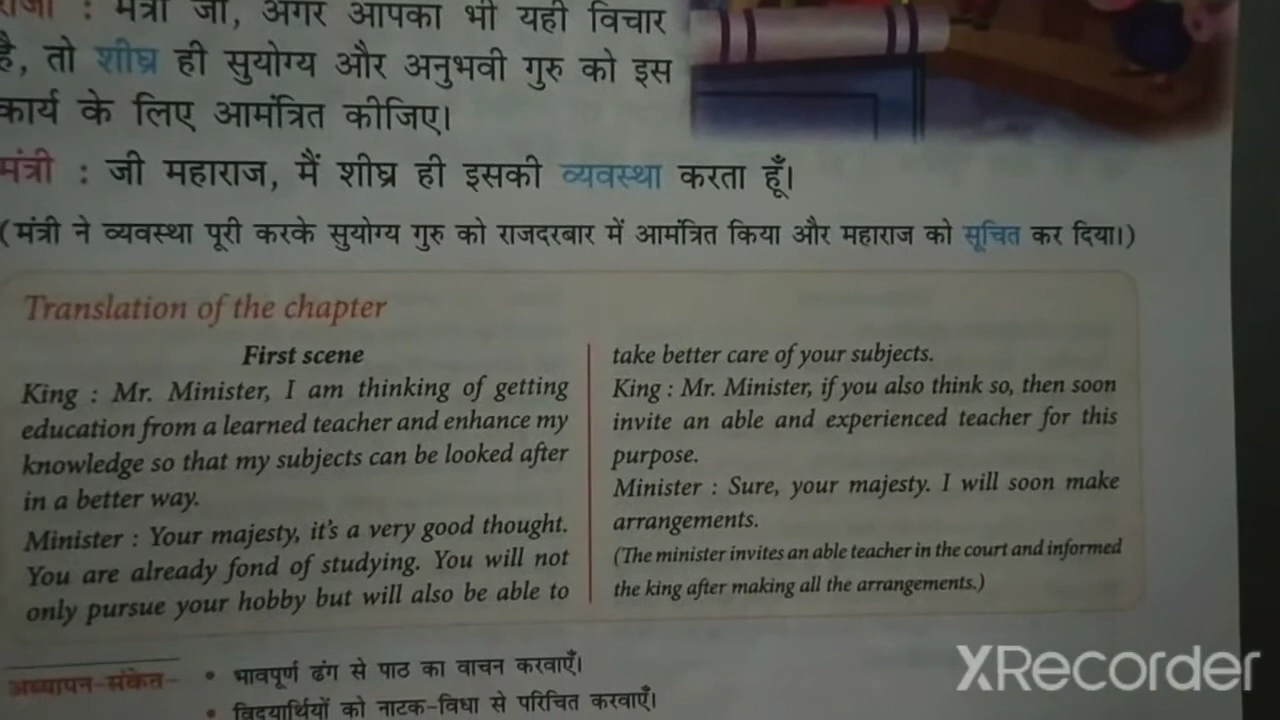 राजा : मंत्री जी, अगर आपका भी यही विचार
है, तो शीघ्र ही सुयोग्य और अनुभवी गुरु को इस
कार्य के लिए आमंत्रित कीजिए।
मंत्री : जी महाराज, मैं शीघ्र ही इसकी व्यवस्था करता हूँ।
(मंत्री ने व्यवस्था पूरी करके सुयोग्य गुरु को राजदरबार में आमंत्रित किया और महाराज को सूचित कर दिया।)
Translation of the chapter
First scene
King : Mr. Minister, I am thinking of getting
education from a learned teacher and enhance my
knowledge so that my subjects can be looked after
in a better way.
Minister : Your majesty, it's a very good thought.
You are already fond of studying. You will not
only pursue your hobby but will also be able to
take better care of your subjects.
King : Mr. Minister, if you also think so, then soon
invite an able and experienced teacher for this
purpose.
Minister : Sure, your majesty. I will soon make
arrangements.
(The minister invites an able teacher in the court and informed
the king after making all the arrangements.)
अध्यापन-संकेत-
• भावपूर्ण ढंग से पाठ का वाचन करवाएँ।
• विद्यार्थियों को नाटक-विधा से परिचित करवाएँ।
XRecorder